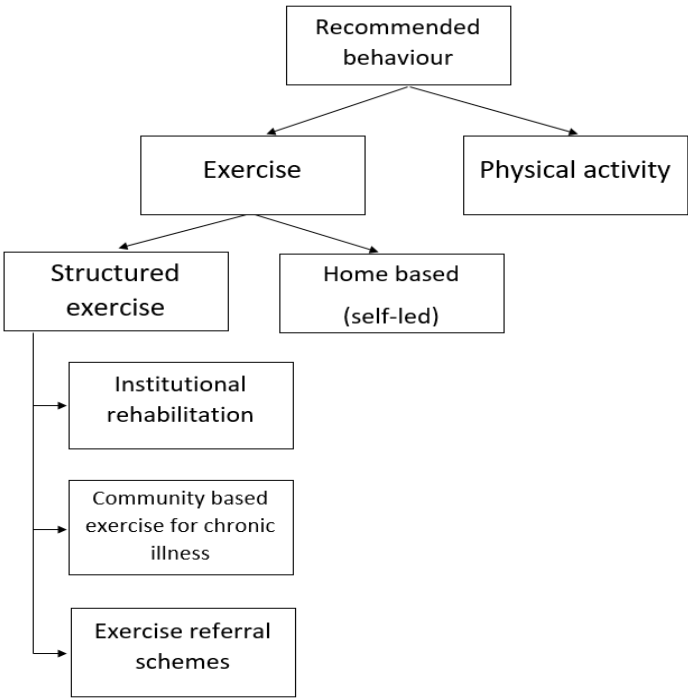 Recommended
behaviour
Exercise
Physical activity
Structured
exercise
Home based
(self-led)
Institutional
rehabilitation
Community based
exercise for chronic
illness
Exercise referral
schemes